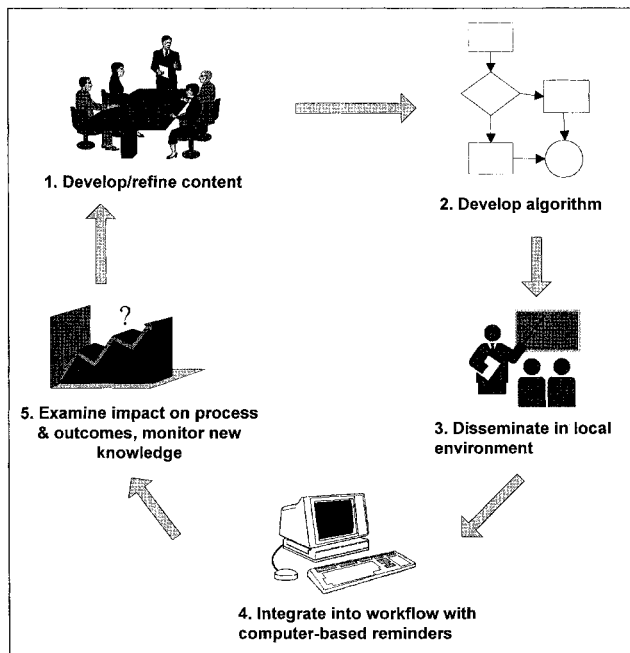 1. Develop/refine content
2. Develop algorithm
?
5. Examine impact on process
& outcomes, monitor new
knowledge
3. Disseminate in local
environment
4. Integrate into workflow with
computer-based reminders